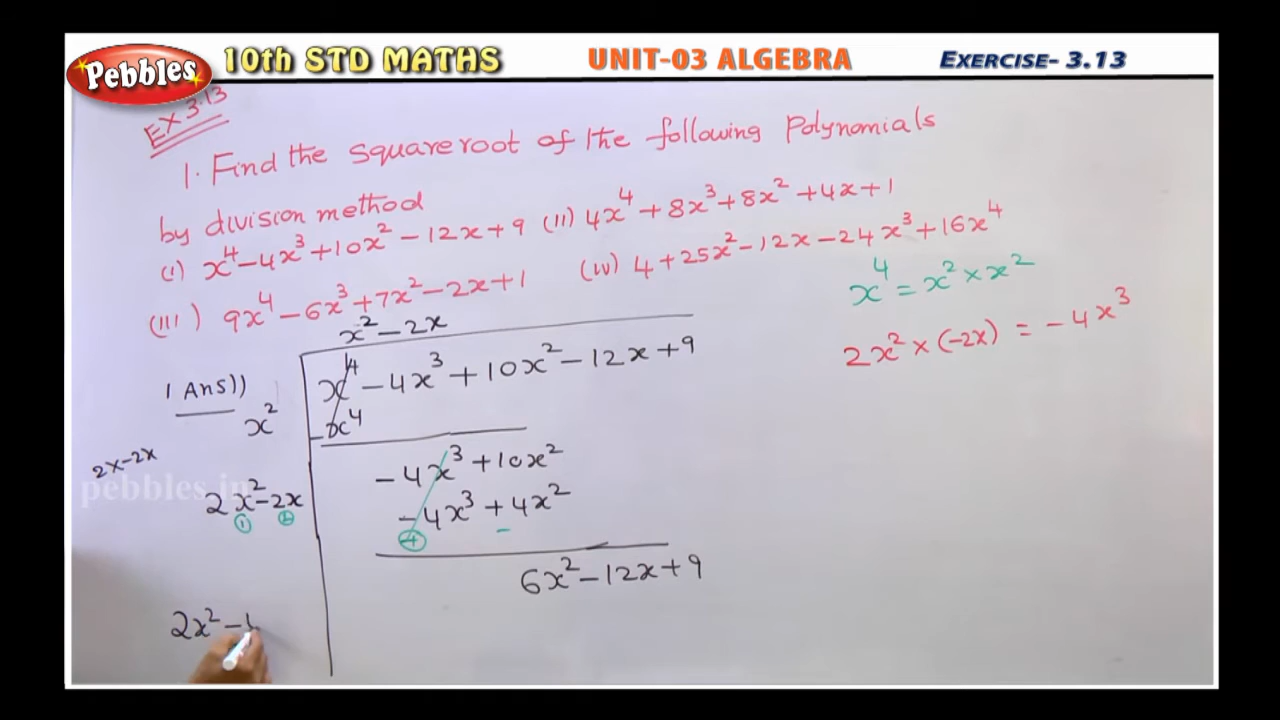 Pebbles
10th STD MATHS UNIT-03 ALGEBRA EXERCISE- 3.13
EX 3.13
1. Find the squareroot of the following Polynomials
by division method
(i) x⁴ - 4x³ + 10x² - 12x + 9 (ii) 4x⁴ + 8x³ + 8x² + 4x + 1
(iii) 9x⁴ - 6x³ + 7x² - 2x + 1 (iv) 4 + 25x² - 12x - 24x³ + 16x⁴
x⁴ = x² × x²
2x² × (-2x) = -4x³
x² - 2x
1 Ans)) x⁴ - 4x³ + 10x² - 12x + 9
x² - x⁴
2x-2x
-4x³ + 10x²
pebbles.in
2x² - 2x -4x³ + 4x²
① ② + -
6x² - 12x + 9
2x² -